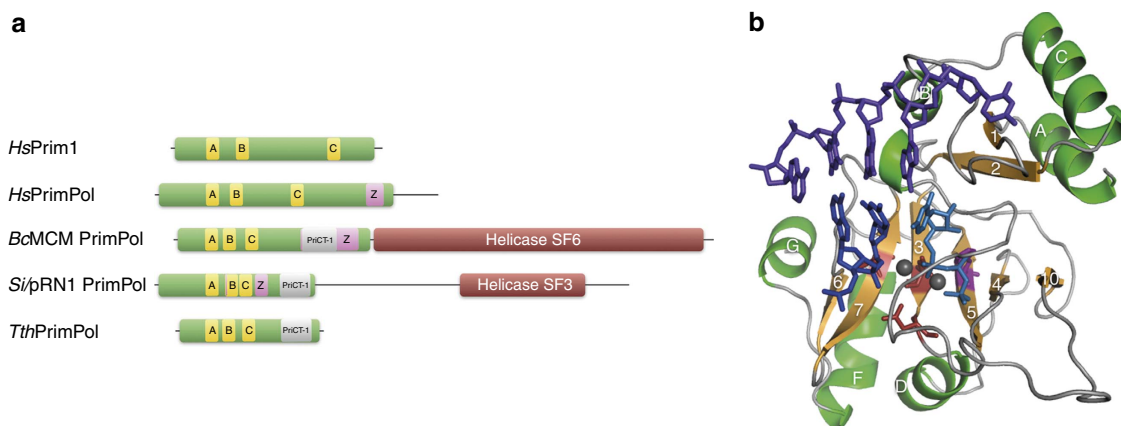 a
b
HsPrim1
A B C
HsPrimPol
A B C Z
BcMCM PrimPol
A B C PriCT-1 Z Helicase SF6
Si/pRN1 PrimPol
A B C Z PriCT-1 Helicase SF3
TthPrimPol
A B C PriCT-1
C
B
1
A
2
G
3
6
4
10
7
5
F
D